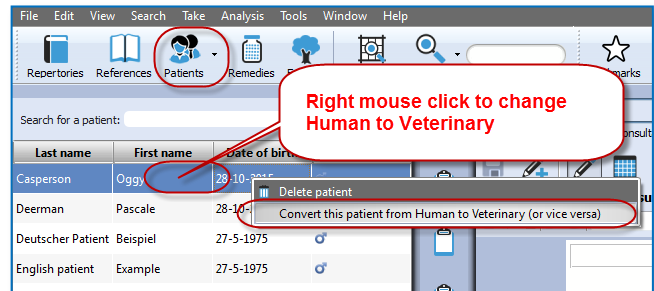 File Edit View Search Take Analysis Tools Window Help
Repertories References Patients Remedies
Right mouse click to change
Human to Veterinary
Search for a patient:
Last name First name Date of birt
Casperson Oggy 28-10-2015
Delete patient
Deerman Pascale 28-10-
Convert this patient from Human to Veterinary (or vice versa)
Deutscher Patient Beispiel 27-5-1975
English patient Example 27-5-1975